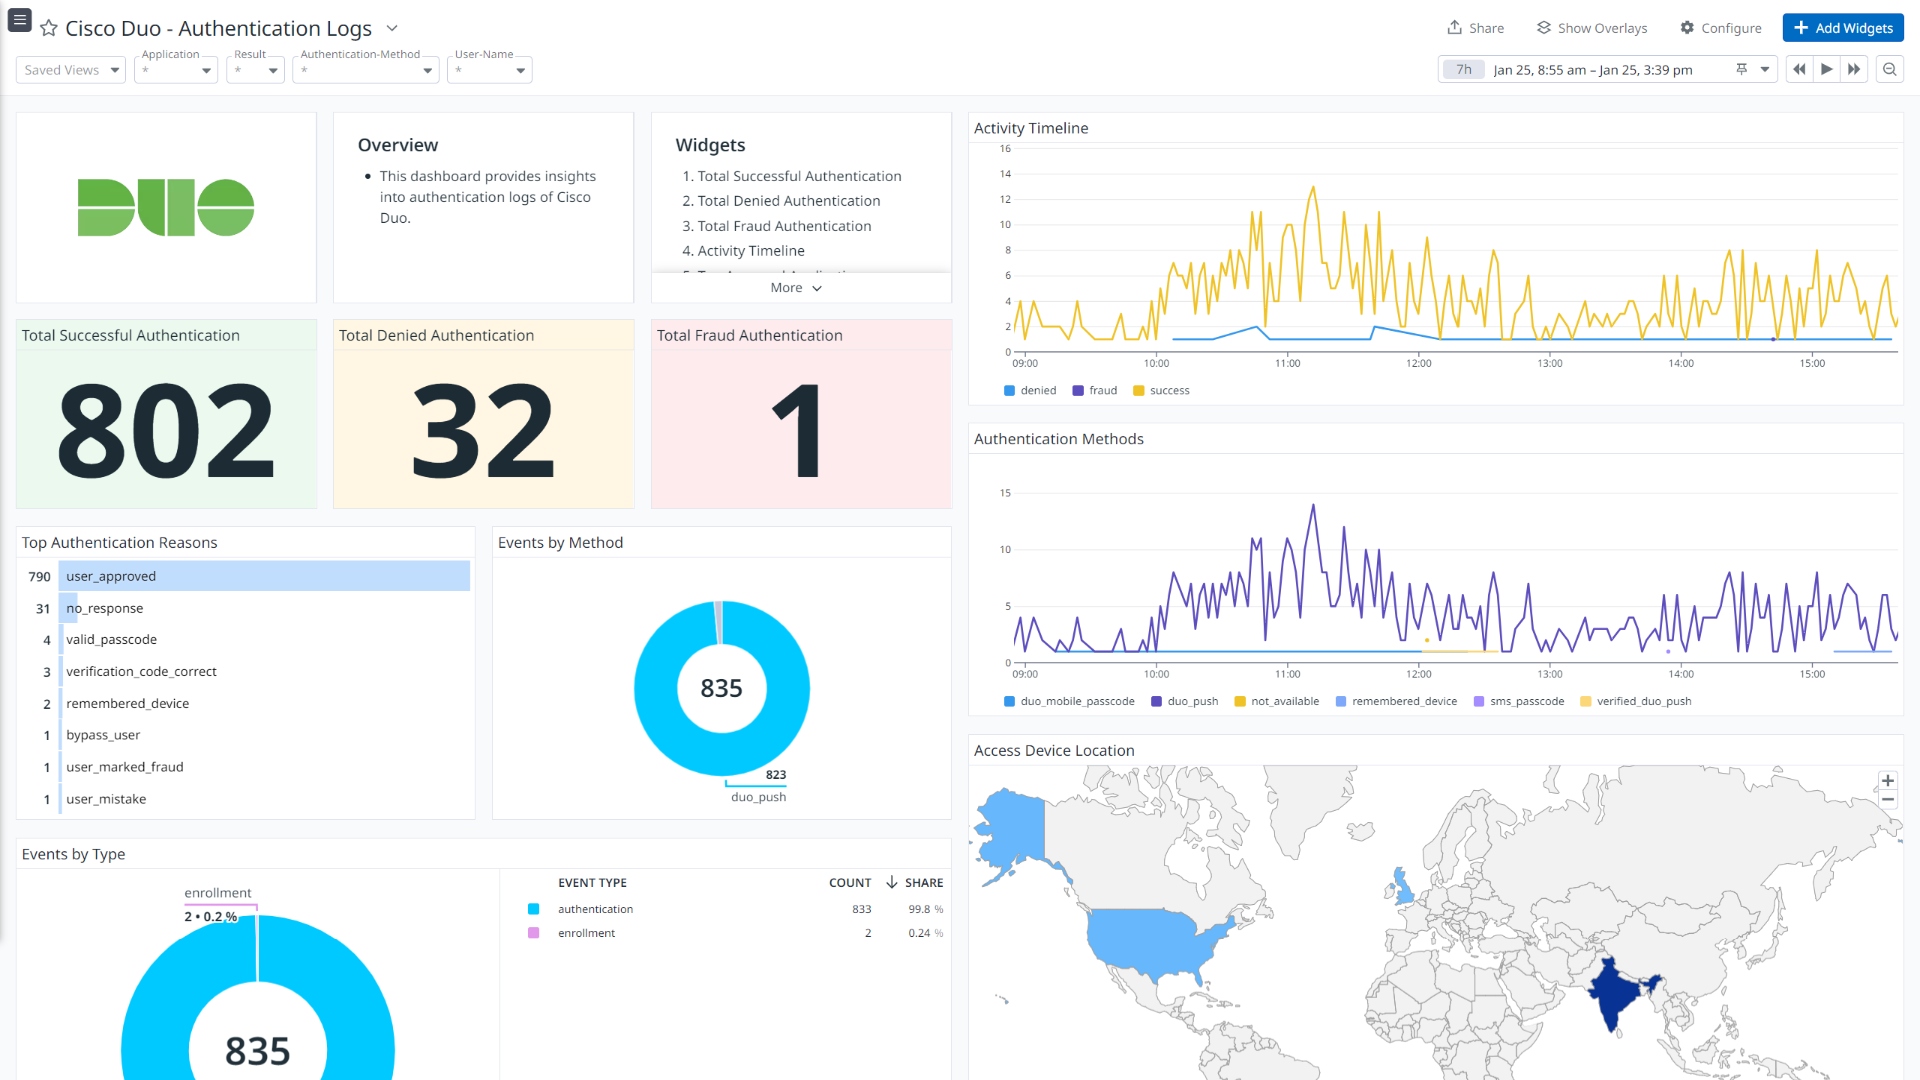 Cisco Duo - Authentication Logs
Share
Show Overlays
Configure
Add Widgets
Saved Views
Application
*
Result
*
Authentication-Method
*
User-Name
*
7h
Jan 25, 8:55 am – Jan 25, 3:39 pm
DUO
Overview
• This dashboard provides insights
into authentication logs of Cisco
Duo.
Widgets
1. Total Successful Authentication
2. Total Denied Authentication
3. Total Fraud Authentication
4. Activity Timeline
More
Total Successful Authentication
802
Total Denied Authentication
32
Total Fraud Authentication
1
Activity Timeline
16
14
12
10
8
6
4
2
0
09:00 10:00 11:00 12:00 13:00 14:00 15:00
denied fraud success
Authentication Methods
15
10
5
0
09:00 10:00 11:00 12:00 13:00 14:00 15:00
duo_mobile_passcode duo_push not_available remembered_device sms_passcode verified_duo_push
Top Authentication Reasons
790 user_approved
31 no_response
4 valid_passcode
3 verification_code_correct
2 remembered_device
1 bypass_user
1 user_marked_fraud
1 user_mistake
Events by Method
835
823
duo_push
Access Device Location
+
−
Events by Type
enrollment
2 • 0.2 %
835
EVENT TYPE COUNT SHARE
authentication 833 99.8 %
enrollment 2 0.24 %